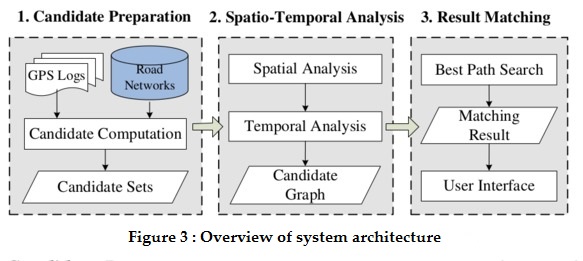 1. Candidate Preparation
2. Spatio-Temporal Analysis
3. Result Matching
GPS Logs
Road
Networks
Candidate Computation
Candidate Sets
Spatial Analysis
Temporal Analysis
Candidate
Graph
Best Path Search
Matching
Result
User Interface
Figure 3 : Overview of system architecture